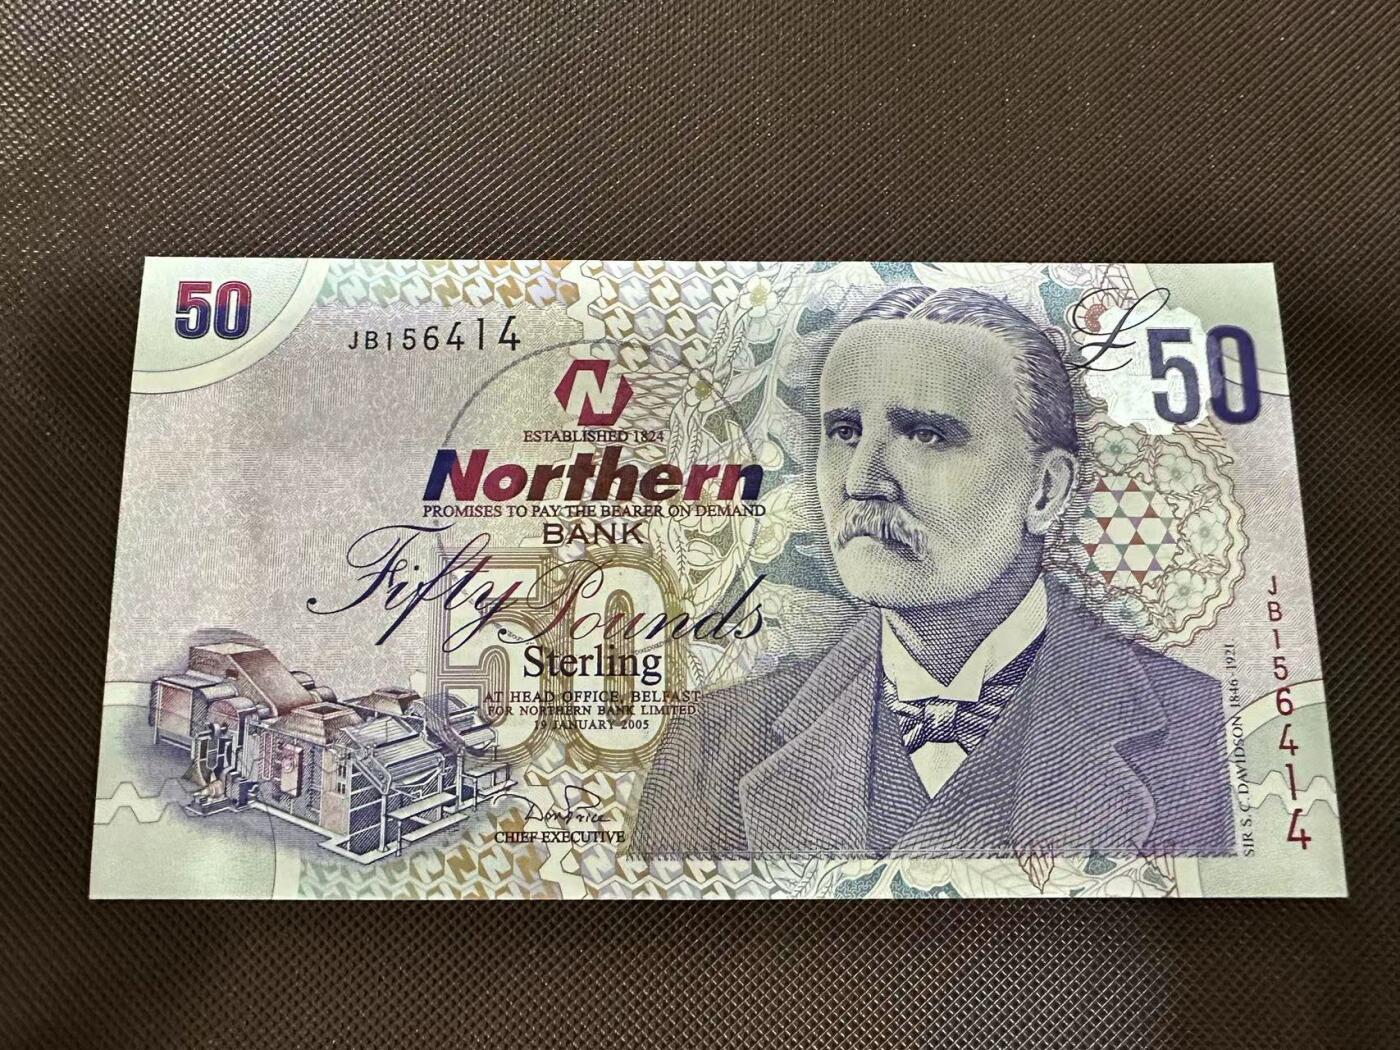 50
JB156414
£50
N
ESTABLISHED 1824
Northern
PROMISES TO PAY THE BEARER ON DEMAND
BANK
Fifty Pounds
50
Sterling
AT HEAD OFFICE, BELFAST
FOR NORTHERN BANK LIMITED
19 JANUARY 2005
CHIEF EXECUTIVE
SIR S. C. DAVIDSON 1846-1921
JB156414